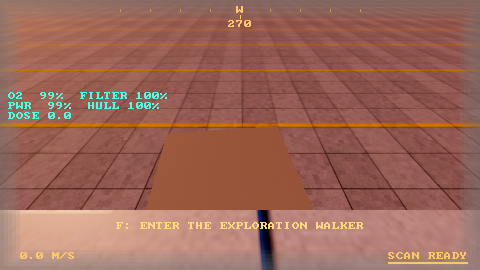 W
270
O2 99% FILTER 100%
PWR 99% HULL 100%
DOSE 0.0
F: ENTER THE EXPLORATION WALKER
0.0 M/S
SCAN READY